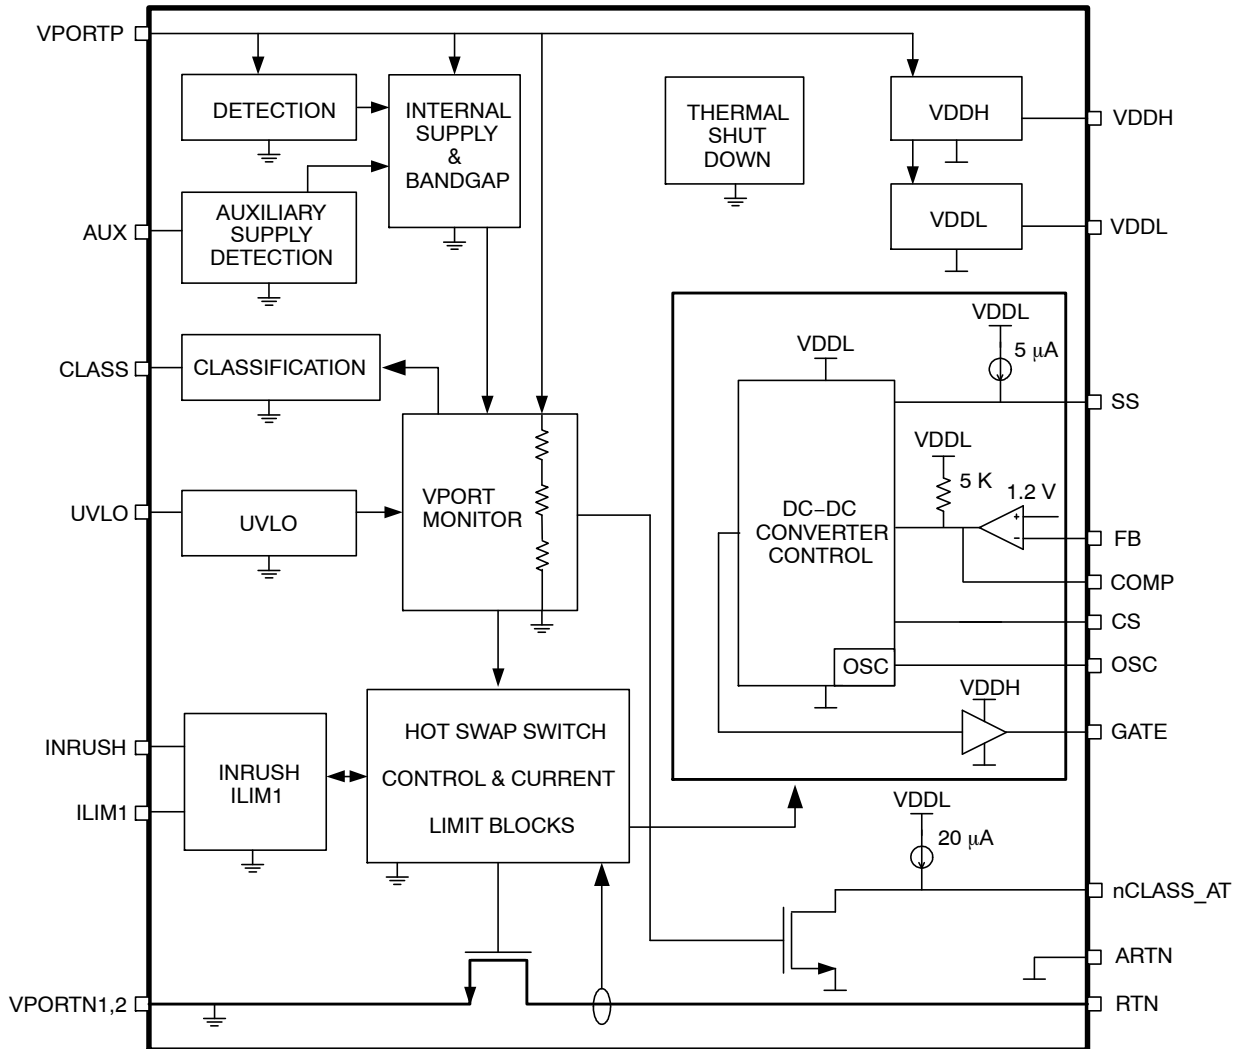 VPORTP
DETECTION
INTERNAL
SUPPLY
&
BANDGAP
THERMAL
SHUT
DOWN
VDDH
VDDH
AUX
AUXILIARY
SUPPLY
DETECTION
VDDL
VDDL
CLASS
CLASSIFICATION
VDDL
5 μA
VDDL
SS
VDDL
5 K
1.2 V
+
−
FB
DC−DC
CONVERTER
CONTROL
COMP
CS
OSC
OSC
VDDH
GATE
UVLO
UVLO
VPORT
MONITOR
INRUSH
ILIM1
INRUSH
ILIM1
HOT SWAP SWITCH
CONTROL & CURRENT
LIMIT BLOCKS
VDDL
20 μA
nCLASS_AT
ARTN
VPORTN1,2
RTN